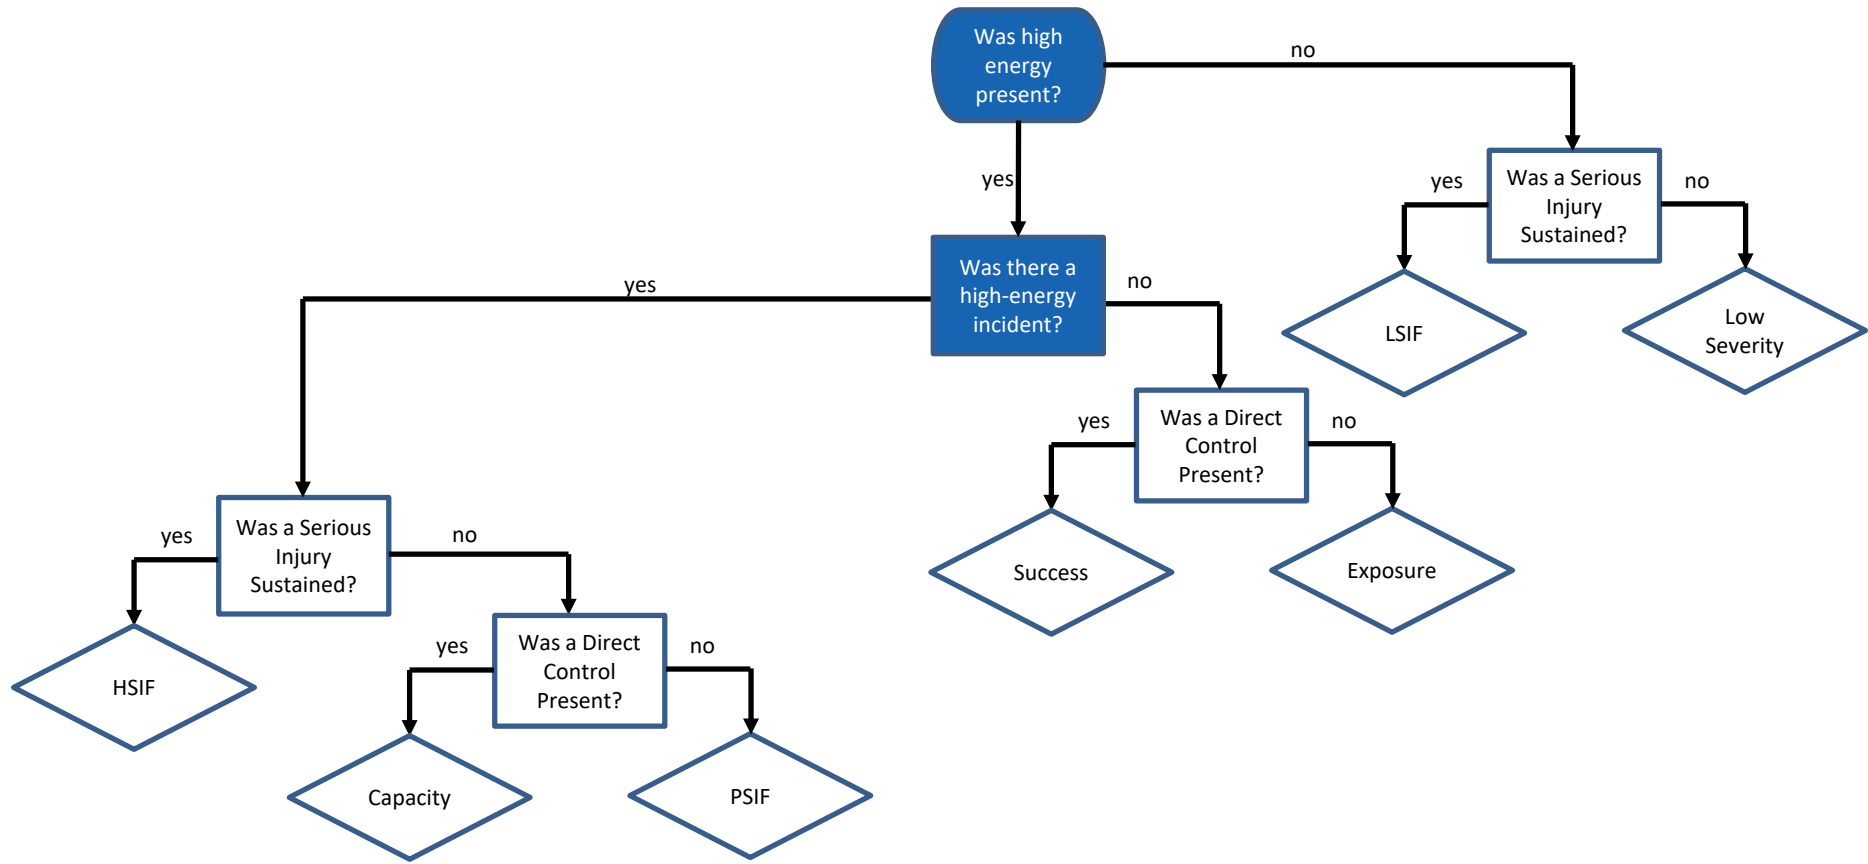 Was high
energy
present?
no
yes
Was a Serious
Injury
Sustained?
yes
no
LSIF
Low
Severity
Was there a
high-energy
incident?
yes
no
Was a Direct
Control
Present?
yes
no
Success
Exposure
Was a Serious
Injury
Sustained?
yes
no
HSIF
Was a Direct
Control
Present?
yes
no
Capacity
PSIF